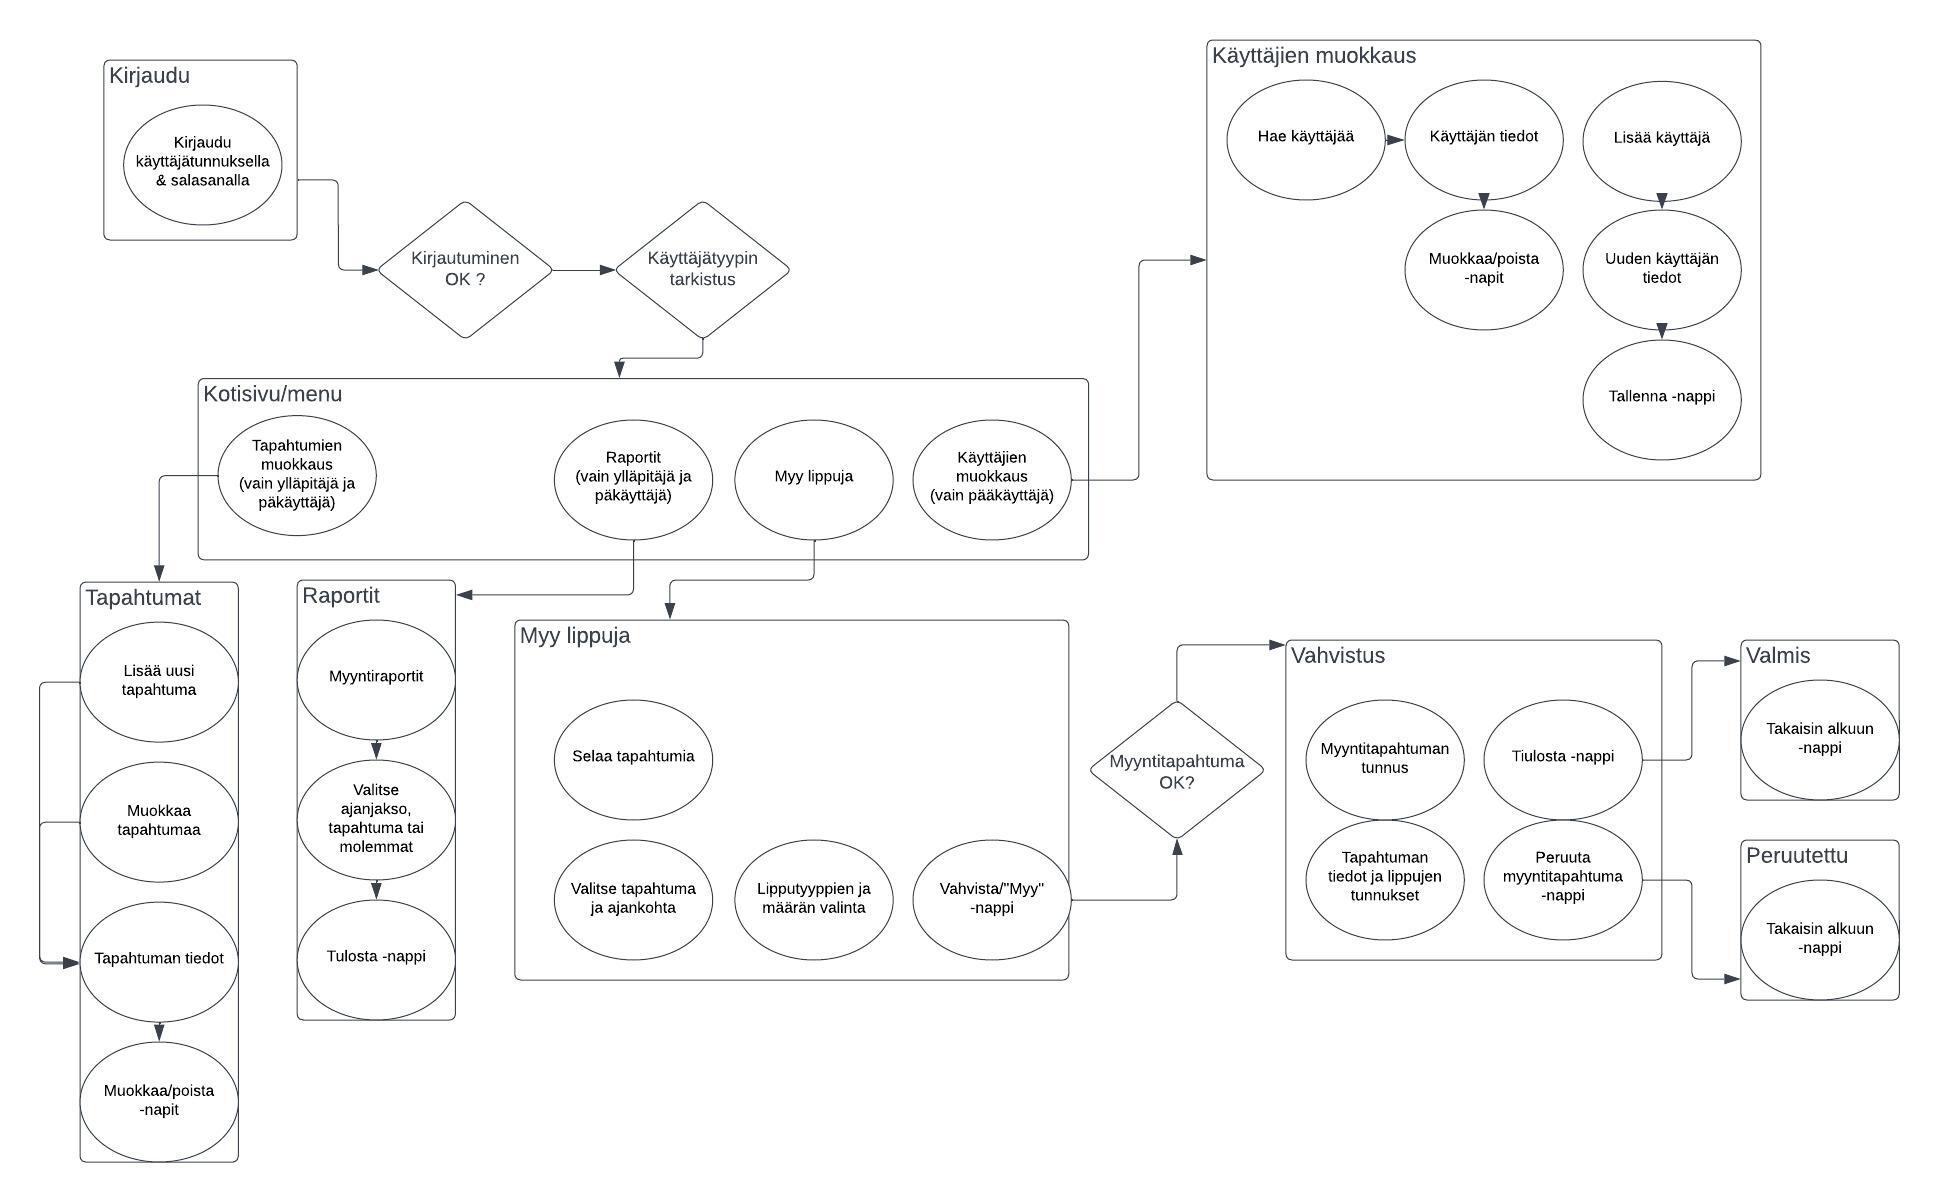 Kirjaudu
Kirjaudu
käyttäjätunnuksella
& salasanalla
Kirjautuminen
OK ?
Käyttäjätyypin
tarkistus
Käyttäjien muokkaus
Hae käyttäjää
Käyttäjän tiedot
Lisää käyttäjä
Muokkaa/poista
-napit
Uuden käyttäjän
tiedot
Tallenna -nappi
Kotisivu/menu
Tapahtumien
muokkaus
(vain ylläpitäjä ja
päkäyttäjä)
Raportit
(vain ylläpitäjä ja
päkäyttäjä)
Myy lippuja
Käyttäjien
muokkaus
(vain pääkäyttäjä)
Tapahtumat
Lisää uusi
tapahtuma
Muokkaa
tapahtumaa
Tapahtuman tiedot
Muokkaa/poista
-napit
Raportit
Myyntiraportit
Valitse
ajanjakso,
tapahtuma tai
molemmat
Tulosta -nappi
Myy lippuja
Selaa tapahtumia
Valitse tapahtuma
ja ajankohta
Lipputyyppien ja
määrän valinta
Vahvista/"Myy"
-nappi
Myyntitapahtuma
OK?
Vahvistus
Myyntitapahtuman
tunnus
Tiulosta -nappi
Tapahtuman
tiedot ja lippujen
tunnukset
Peruuta
myyntitapahtuma
-nappi
Valmis
Takaisin alkuun
-nappi
Peruutettu
Takaisin alkuun
-nappi